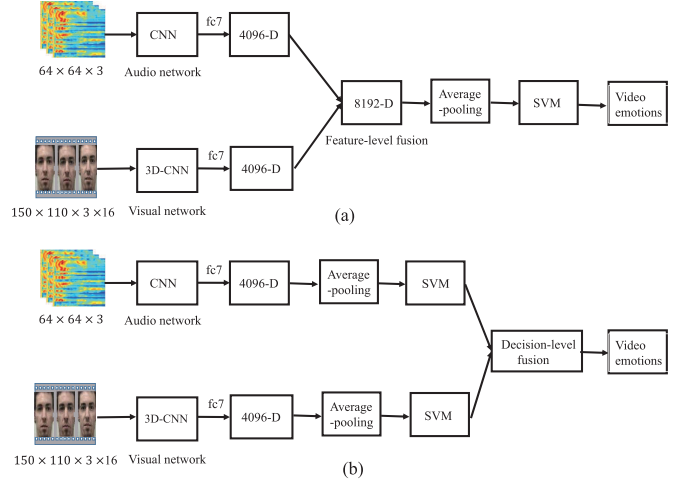 fc7
CNN
4096-D
64 × 64 × 3
Audio network
8192-D
Average
-pooling
SVM
Video
emotions
Feature-level fusion
fc7
3D-CNN
4096-D
150 × 110 × 3 ×16
Visual network
(a)
fc7
CNN
4096-D
Average
-pooling
SVM
64 × 64 × 3
Audio network
Decision-level
fusion
Video
emotions
fc7
3D-CNN
4096-D
Average
-pooling
SVM
150 × 110 × 3 ×16
Visual network
(b)